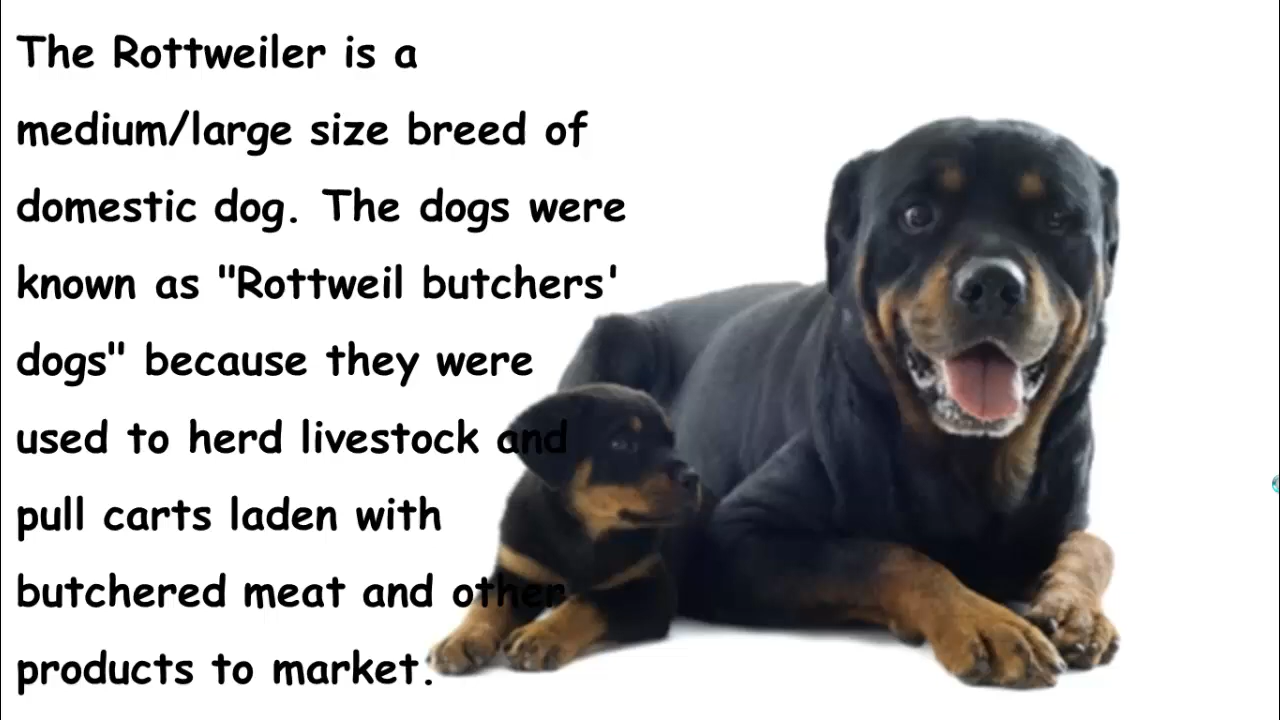 The Rottweiler is a
medium/large size breed of
domestic dog. The dogs were
known as "Rottweil butchers'
dogs" because they were
used to herd livestock and
pull carts laden with
butchered meat and other
products to market.